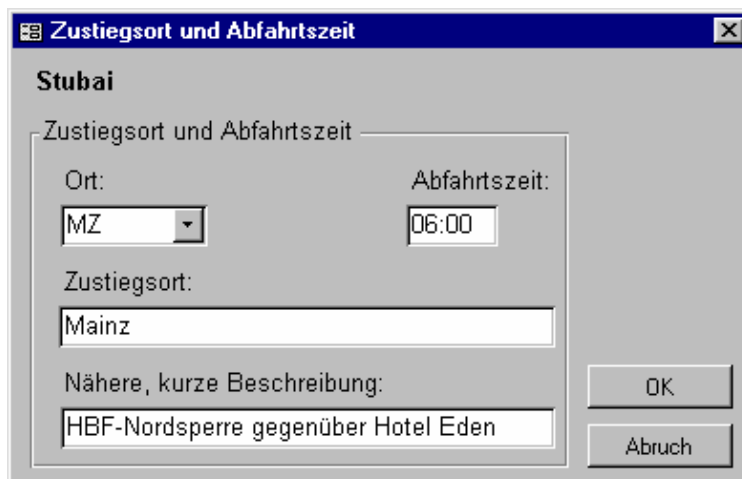 Zustiegsort und Abfahrtszeit
Stubai
Zustiegsort und Abfahrtszeit
Ort: Abfahrtszeit:
MZ 06:00
Zustiegsort:
Mainz
Nähere, kurze Beschreibung:
HBF-Nordsperre gegenüber Hotel Eden
OK
Abruch